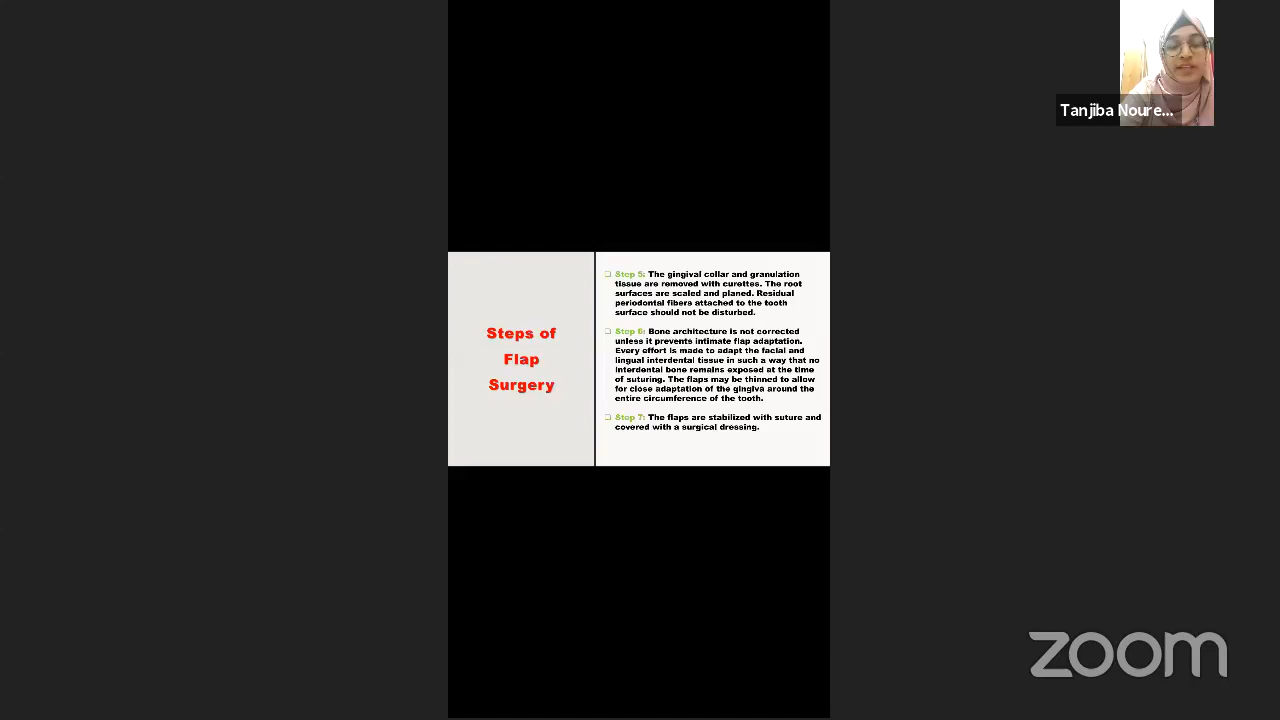 Tanjiba Noure...
Steps of
Flap
Surgery
Step 5: The gingival collar and granulation
tissue are removed with curettes. The root
surfaces are scaled and planed. Residual
periodontal fibers attached to the tooth
surface should not be disturbed.
Step 6: Bone architecture is not corrected
unless it prevents intimate flap adaptation.
Every effort is made to adapt the facial and
lingual interdental tissue in such a way that no
interdental bone remains exposed at the time
of suturing. The flaps may be thinned to allow
for close adaptation of the gingiva around the
entire circumference of the tooth.
Step 7: The flaps are stabilized with suture and
covered with a surgical dressing.
zoom